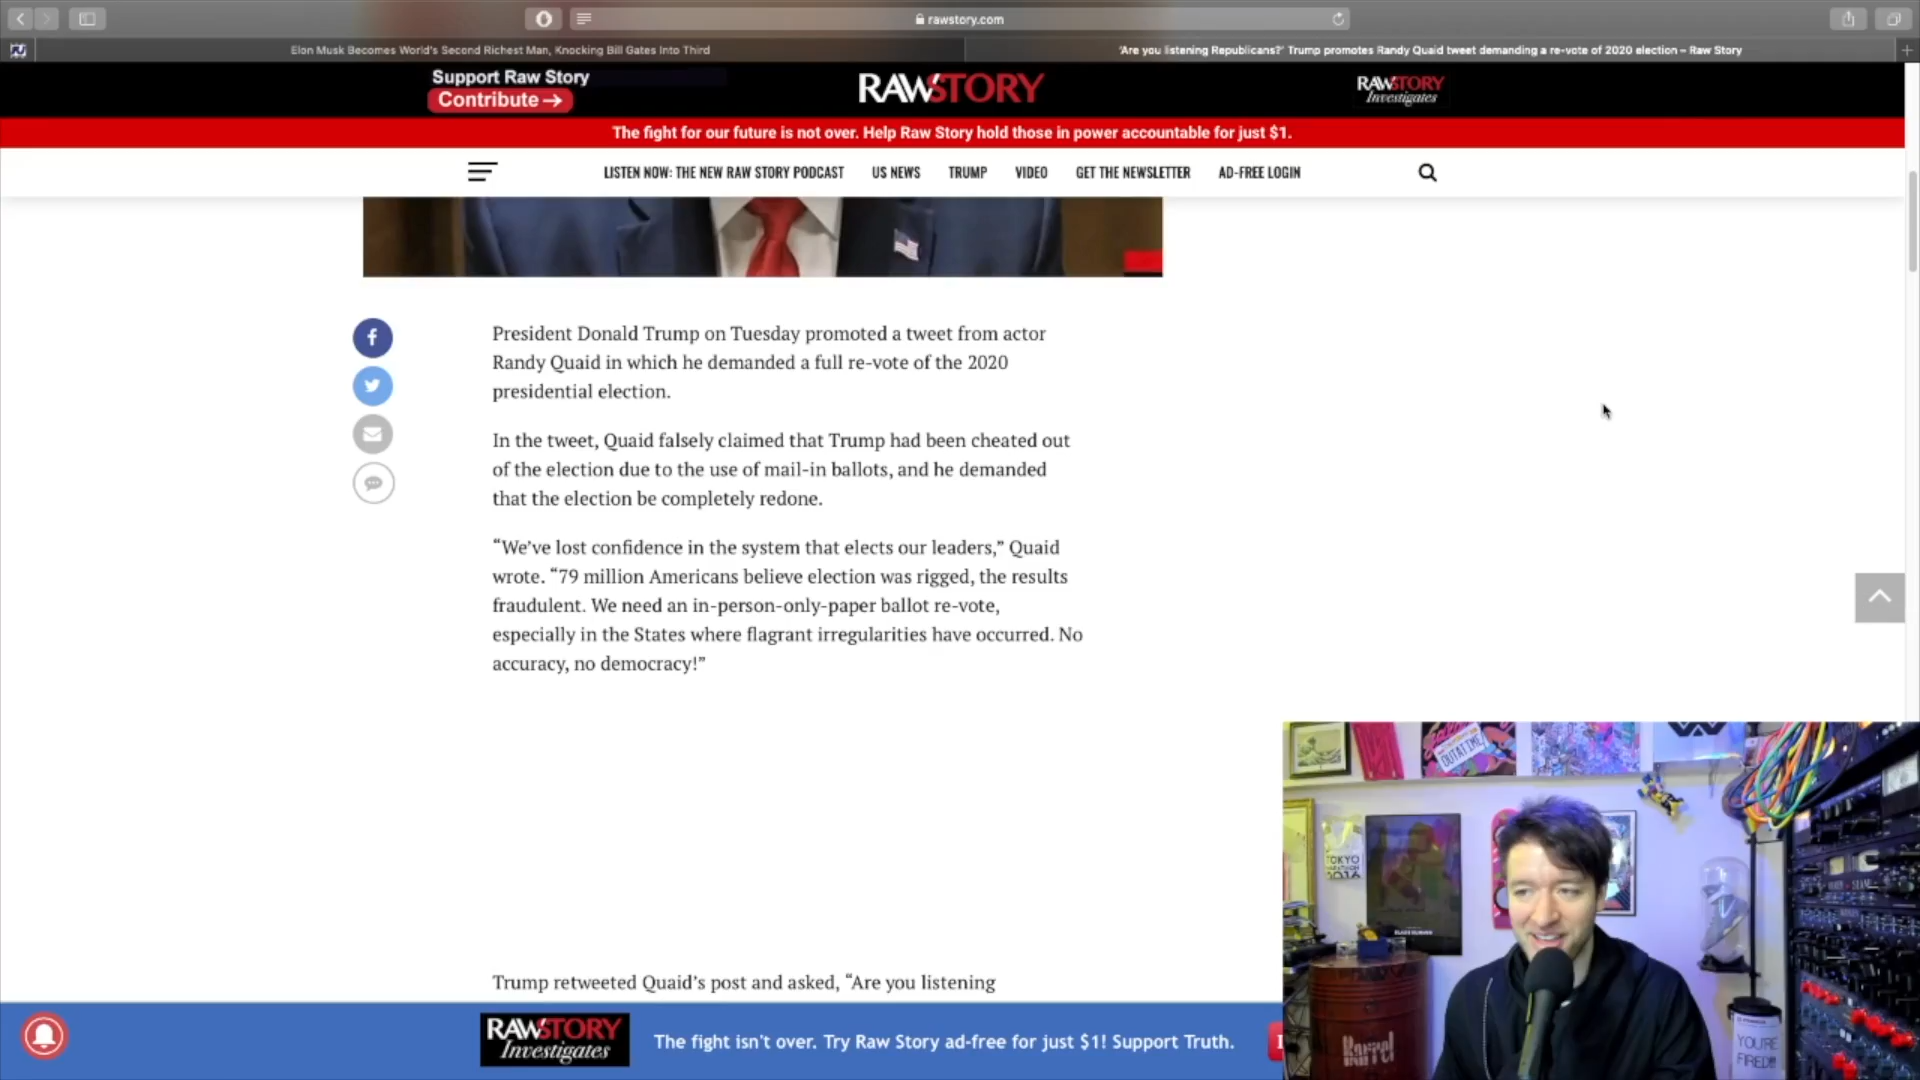 rawstory.com
Elon Musk Becomes World's Second Richest Man, Knocking Bill Gates Into Third
'Are you listening Republicans?' Trump promotes Randy Quaid tweet demanding a re-vote of 2020 election – Raw Story
Support Raw Story
Contribute →
RAWSTORY
RAWSTORY
Investigates
The fight for our future is not over. Help Raw Story hold those in power accountable for just $1.
LISTEN NOW: THE NEW RAW STORY PODCAST
US NEWS
TRUMP
VIDEO
GET THE NEWSLETTER
AD-FREE LOGIN
President Donald Trump on Tuesday promoted a tweet from actor
Randy Quaid in which he demanded a full re-vote of the 2020
presidential election.
In the tweet, Quaid falsely claimed that Trump had been cheated out
of the election due to the use of mail-in ballots, and he demanded
that the election be completely redone.
“We’ve lost confidence in the system that elects our leaders,” Quaid
wrote. “79 million Americans believe election was rigged, the results
fraudulent. We need an in-person-only-paper ballot re-vote,
especially in the States where flagrant irregularities have occurred. No
accuracy, no democracy!”
Trump retweeted Quaid’s post and asked, “Are you listening
RAWSTORY
Investigates
The fight isn't over. Try Raw Story ad-free for just $1! Support Truth.
OUTATIME
TOKYO
MARATHON
2016
BLADE RUNNER
Barrel
YOU'RE
FIRED!!